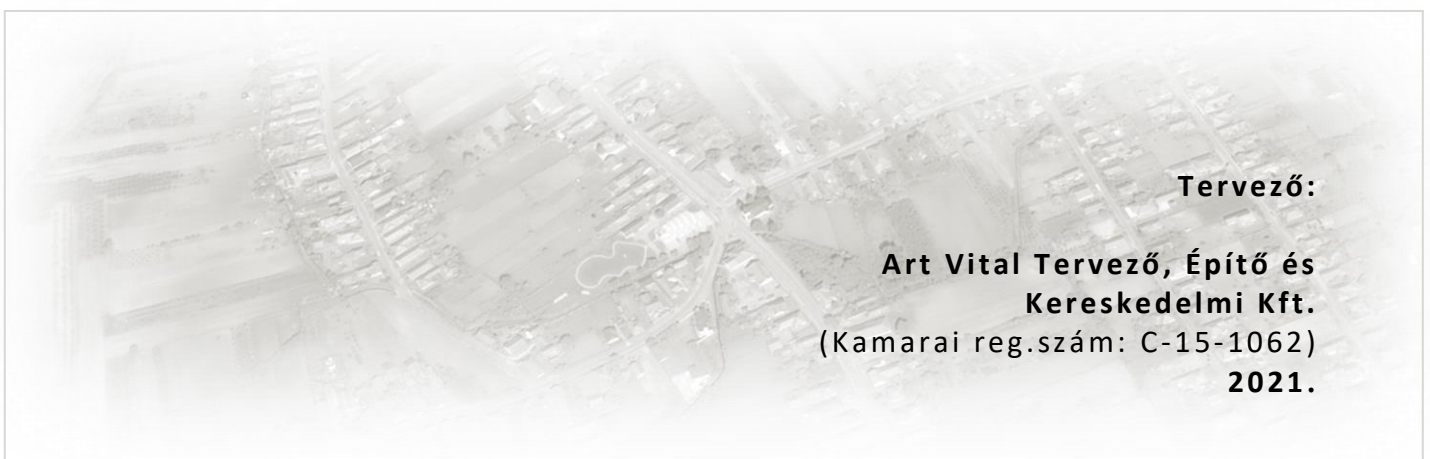 Tervező:
Art Vital Tervező, Építő és
Kereskedelmi Kft.
(Kamarai reg.szám: C-15-1062)
2021.